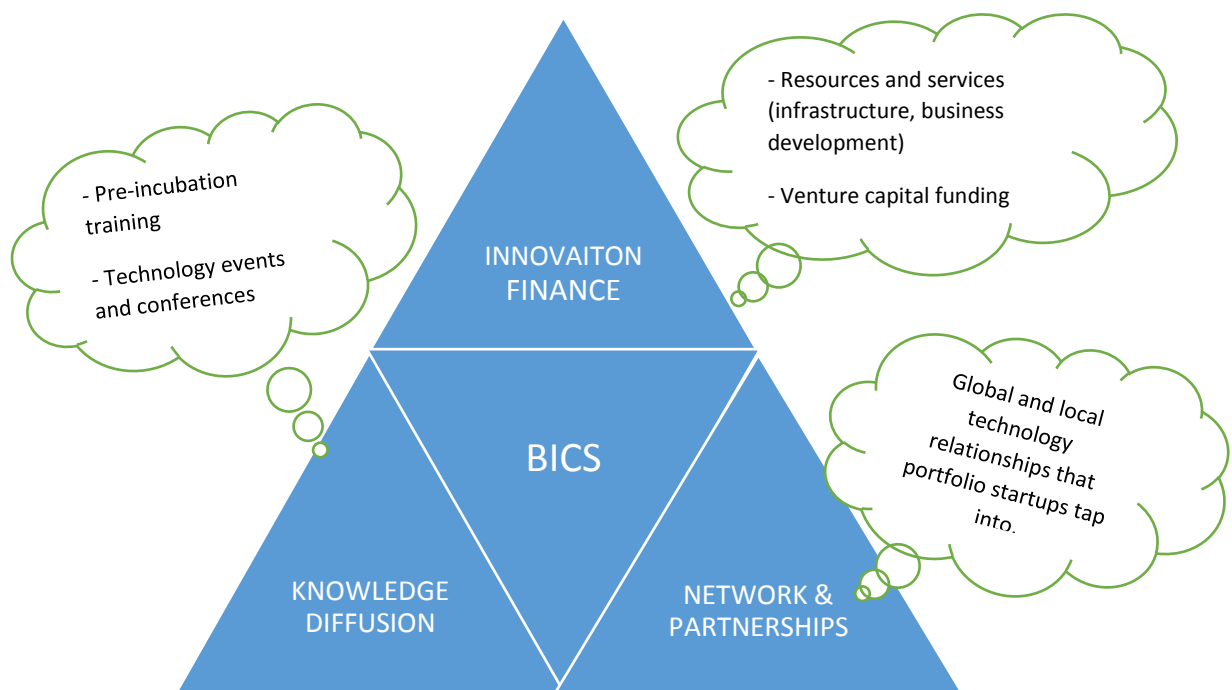 - Resources and services
(infrastructure, business
development)
- Venture capital funding
- Pre-incubation
training
- Technology events
and conferences
INNOVAITON
FINANCE
Global and local
technology
relationships that
portfolio startups tap
into.
BICS
KNOWLEDGE
DIFFUSION
NETWORK &
PARTNERSHIPS